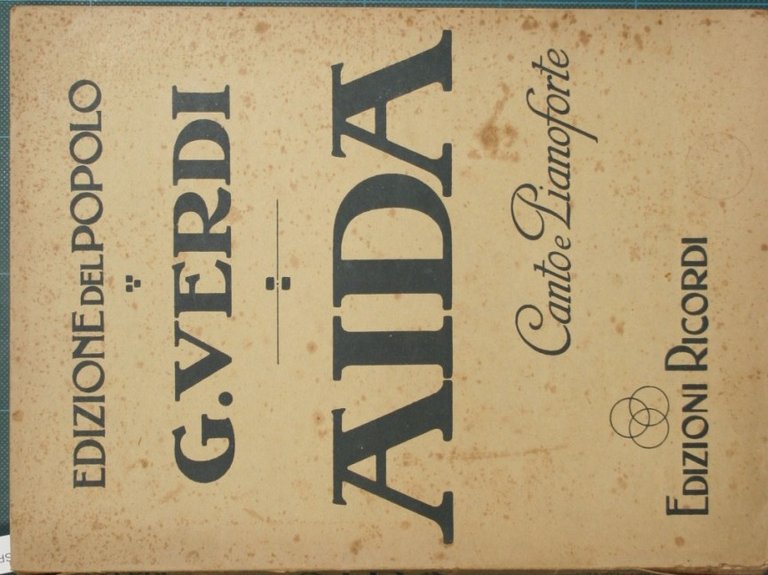 EDIZIONE DEL POPOLO
G. VERDI
AIDA
Canto e Pianoforte
EDIZIONI RICORDI